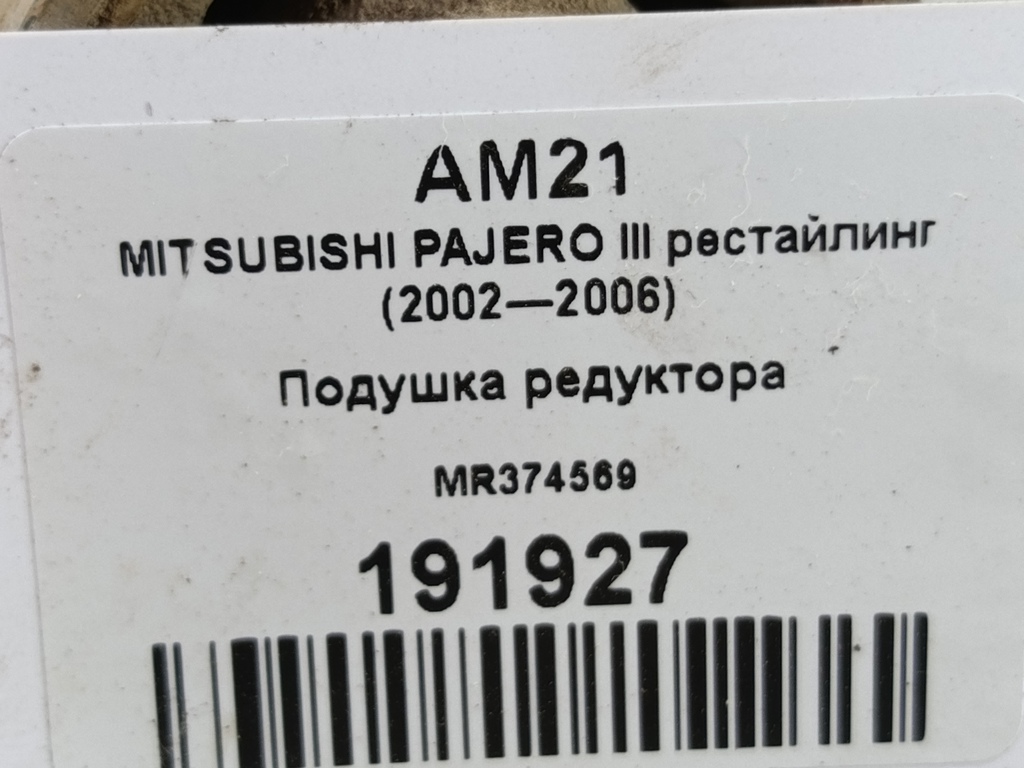 AM21
MITSUBISHI PAJERO III рестайлинг
(2002—2006)
Подушка редуктора
MR374569
191927